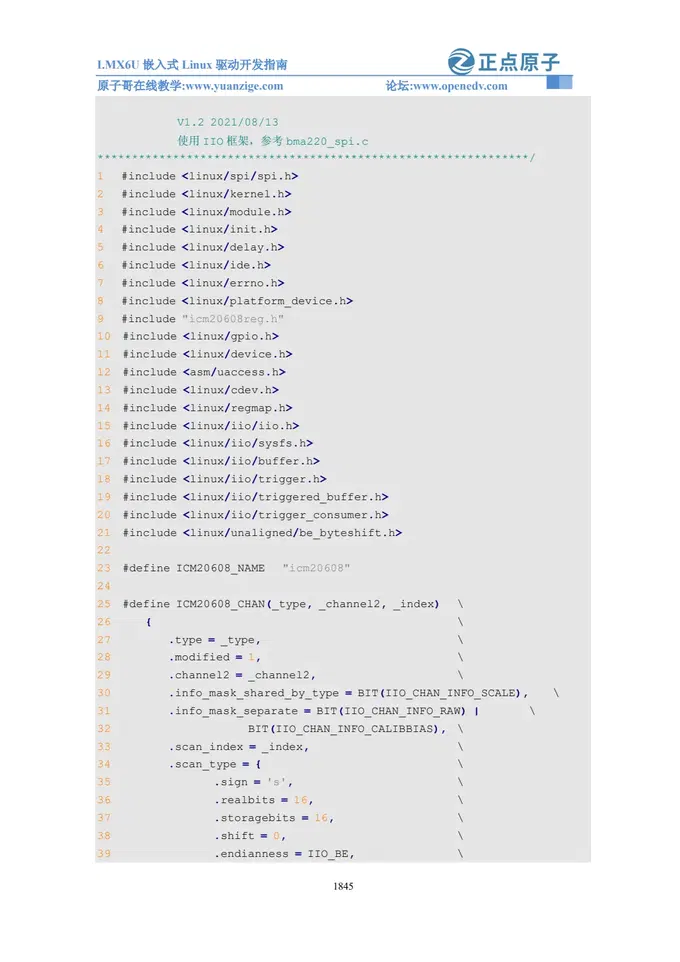 I.MX6U 嵌入式 Linux 驱动开发指南
正点原子
原子哥在线教学:www.yuanzige.com 论坛:www.openedv.com
V1.2 2021/08/13
使用 IIO 框架，参考 bma220_spi.c
***************************************************************/
1 #include <linux/spi/spi.h>
2 #include <linux/kernel.h>
3 #include <linux/module.h>
4 #include <linux/init.h>
5 #include <linux/delay.h>
6 #include <linux/ide.h>
7 #include <linux/errno.h>
8 #include <linux/platform_device.h>
9 #include "icm20608reg.h"
10 #include <linux/gpio.h>
11 #include <linux/device.h>
12 #include <asm/uaccess.h>
13 #include <linux/cdev.h>
14 #include <linux/regmap.h>
15 #include <linux/iio/iio.h>
16 #include <linux/iio/sysfs.h>
17 #include <linux/iio/buffer.h>
18 #include <linux/iio/trigger.h>
19 #include <linux/iio/triggered_buffer.h>
20 #include <linux/iio/trigger_consumer.h>
21 #include <linux/unaligned/be_byteshift.h>
22
23 #define ICM20608_NAME "icm20608"
24
25 #define ICM20608_CHAN(_type, _channel2, _index) \
26 { \
27 .type = _type, \
28 .modified = 1, \
29 .channel2 = _channel2, \
30 .info_mask_shared_by_type = BIT(IIO_CHAN_INFO_SCALE), \
31 .info_mask_separate = BIT(IIO_CHAN_INFO_RAW) | \
32 BIT(IIO_CHAN_INFO_CALIBBIAS), \
33 .scan_index = _index, \
34 .scan_type = { \
35 .sign = 's', \
36 .realbits = 16, \
37 .storagebits = 16, \
38 .shift = 0, \
39 .endianness = IIO_BE, \
1845